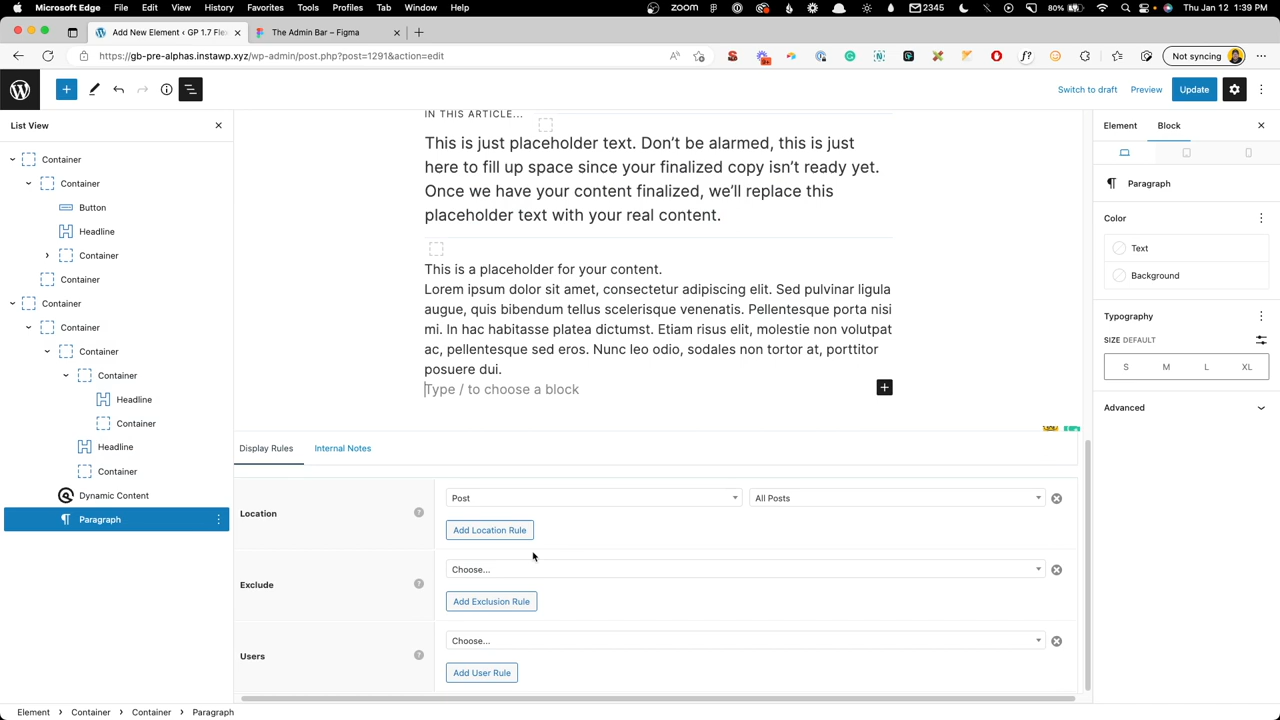 Microsoft Edge File Edit View History Favorites Tools Profiles Tab Window Help
ZOOM 2345 80% Thu Jan 12 1:39 PM
Add New Element ‹ GP 1.7 Flex
The Admin Bar – Figma
https://gb-pre-alphas.instawp.xyz/wp-admin/post.php?post=1291&action=edit
Not syncing
Switch to draft Preview Update
List View
Container
Container
Button
Headline
Container
Container
Container
Container
Container
Container
Headline
Container
Headline
Container
Dynamic Content
Paragraph
IN THIS ARTICLE...
This is just placeholder text. Don't be alarmed, this is just
here to fill up space since your finalized copy isn't ready yet.
Once we have your content finalized, we'll replace this
placeholder text with your real content.
This is a placeholder for your content.
Lorem ipsum dolor sit amet, consectetur adipiscing elit. Sed pulvinar ligula
augue, quis bibendum tellus scelerisque venenatis. Pellentesque porta nisi
mi. In hac habitasse platea dictumst. Etiam risus elit, molestie non volutpat
ac, pellentesque sed eros. Nunc leo odio, sodales non tortor at, porttitor
posuere dui.
Type / to choose a block
Display Rules Internal Notes
Location
Post
All Posts
Add Location Rule
Exclude
Choose...
Add Exclusion Rule
Users
Choose...
Add User Rule
Element Block
Paragraph
Color
Text
Background
Typography
SIZE DEFAULT
S M L XL
Advanced
Element > Container > Container > Paragraph